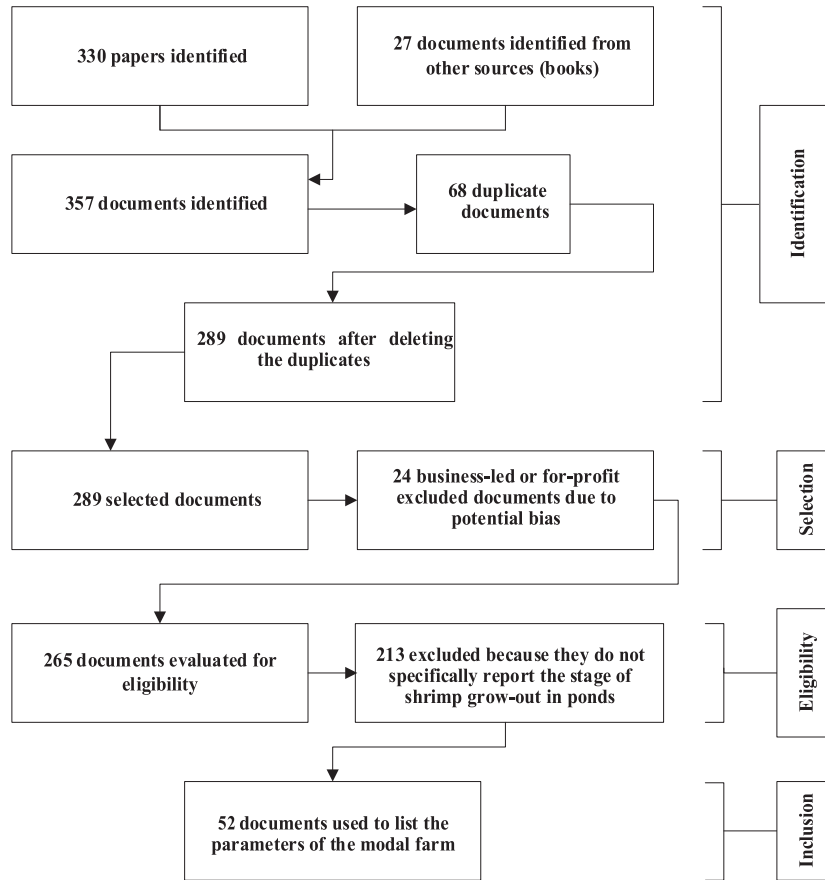 330 papers identified
27 documents identified from
other sources (books)
357 documents identified
68 duplicate
documents
289 documents after deleting
the duplicates
Identification
289 selected documents
24 business-led or for-profit
excluded documents due to
potential bias
Selection
265 documents evaluated for
eligibility
213 excluded because they do not
specifically report the stage of
shrimp grow-out in ponds
Eligibility
52 documents used to list the
parameters of the modal farm
Inclusion